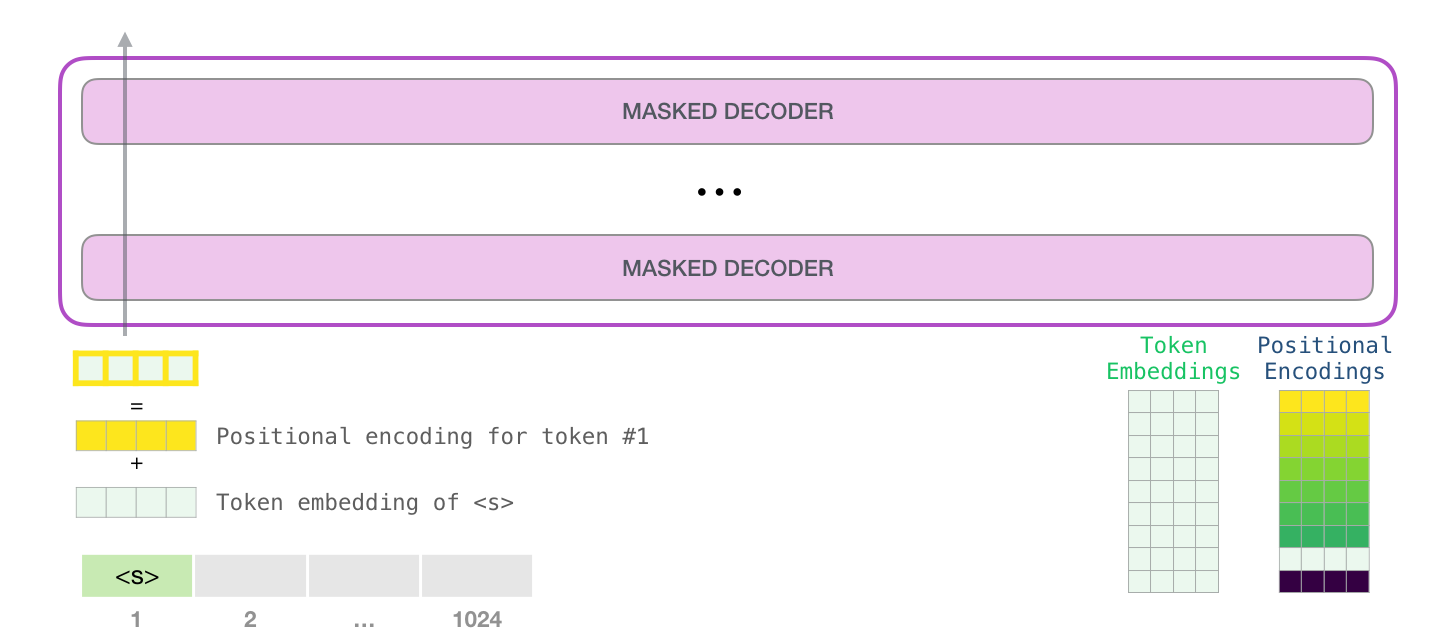 MASKED DECODER
...
MASKED DECODER
Token
Embeddings
Positional
Encodings
=
Positional encoding for token #1
+
Token embedding of <s>
<s>
1 2 ... 1024